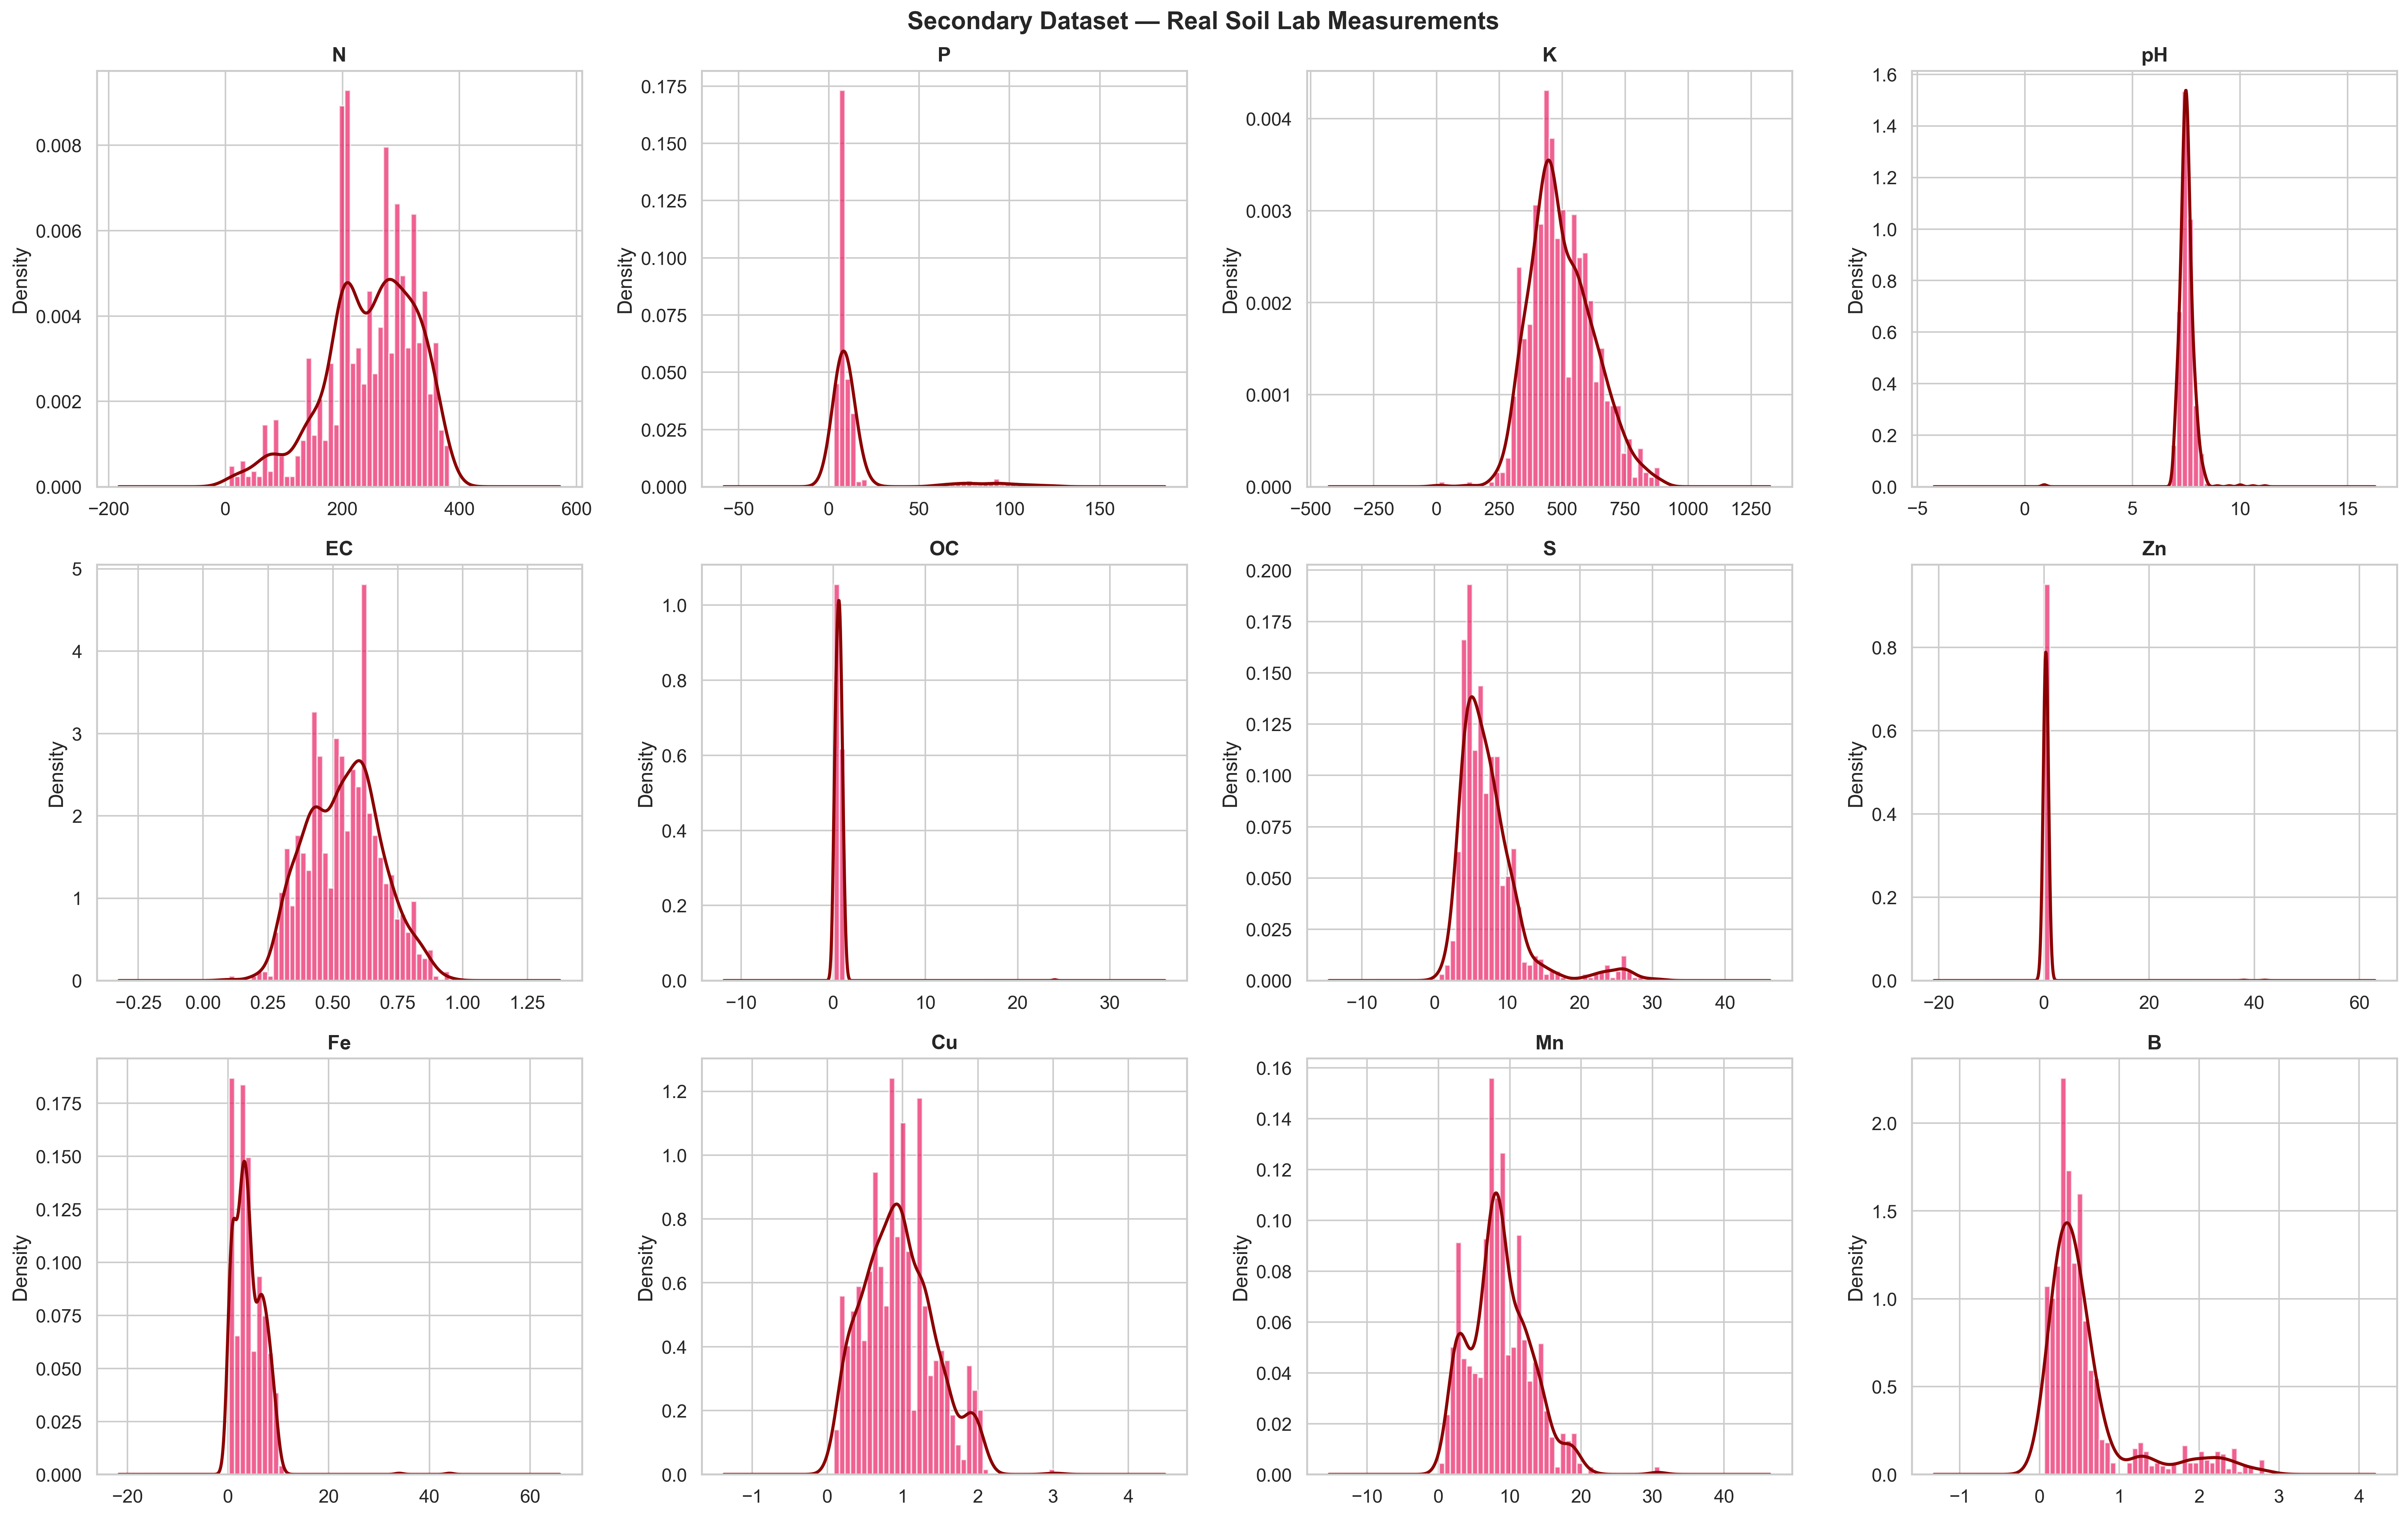 Secondary Dataset — Real Soil Lab Measurements
N
Density
0.008
0.006
0.004
0.002
0.000
−200 0 200 400 600
P
Density
0.175
0.150
0.125
0.100
0.075
0.050
0.025
0.000
−50 0 50 100 150
K
Density
0.004
0.003
0.002
0.001
0.000
−500 −250 0 250 500 750 1000 1250
pH
Density
1.6
1.4
1.2
1.0
0.8
0.6
0.4
0.2
0.0
−5 0 5 10 15
EC
Density
5
4
3
2
1
0
−0.25 0.00 0.25 0.50 0.75 1.00 1.25
OC
Density
1.0
0.8
0.6
0.4
0.2
0.0
−10 0 10 20 30
S
Density
0.200
0.175
0.150
0.125
0.100
0.075
0.050
0.025
0.000
−10 0 10 20 30 40
Zn
Density
0.8
0.6
0.4
0.2
0.0
−20 0 20 40 60
Fe
Density
0.175
0.150
0.125
0.100
0.075
0.050
0.025
0.000
−20 0 20 40 60
Cu
Density
1.2
1.0
0.8
0.6
0.4
0.2
0.0
−1 0 1 2 3 4
Mn
Density
0.16
0.14
0.12
0.10
0.08
0.06
0.04
0.02
0.00
−10 0 10 20 30 40
B
Density
2.0
1.5
1.0
0.5
0.0
−1 0 1 2 3 4